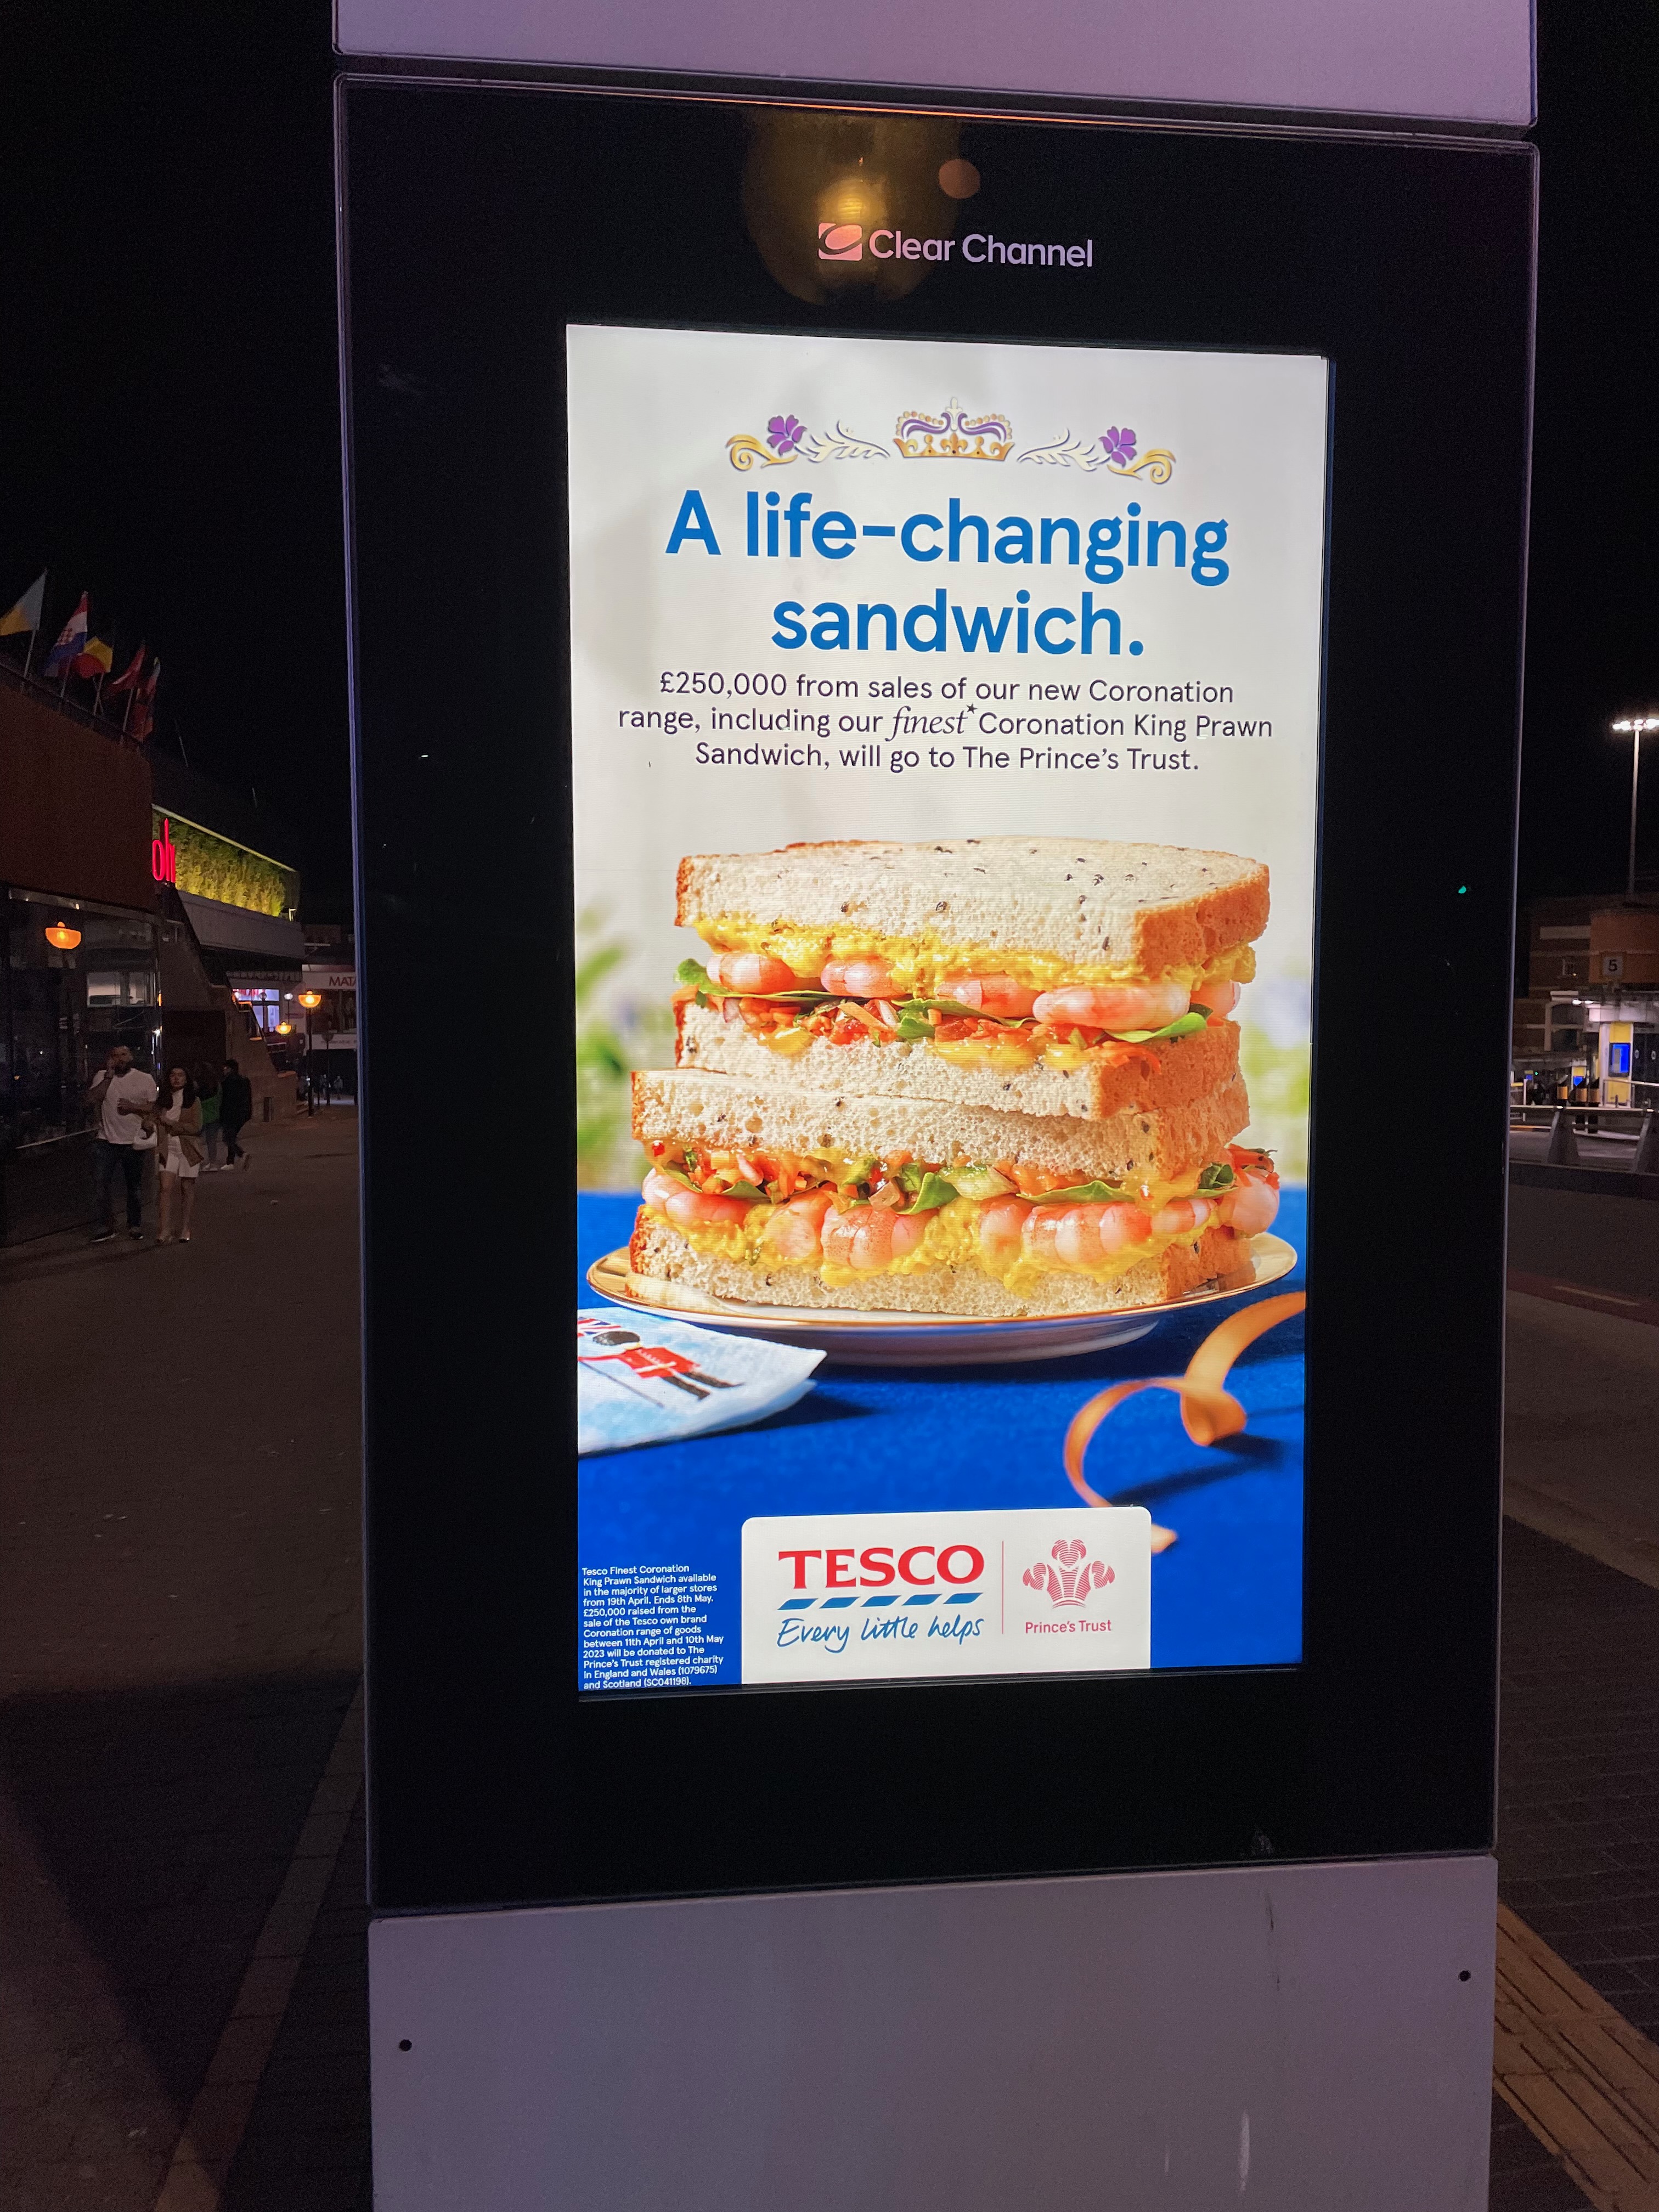 Clear Channel
A life-changing
sandwich.
£250,000 from sales of our new Coronation
range, including our finest* Coronation King Prawn
Sandwich, will go to The Prince's Trust.
Tesco Finest Coronation
King Prawn Sandwich available
in the majority of larger stores
from 19th April. Ends 8th May.
£250,000 raised from the
sale of the Tesco own brand
Coronation range of goods
between 11th April and 10th May
2023 will be donated to The
Prince's Trust registered charity
in England and Wales (1079675)
and Scotland (SC041198).
TESCO
Every little helps
Prince's Trust
5